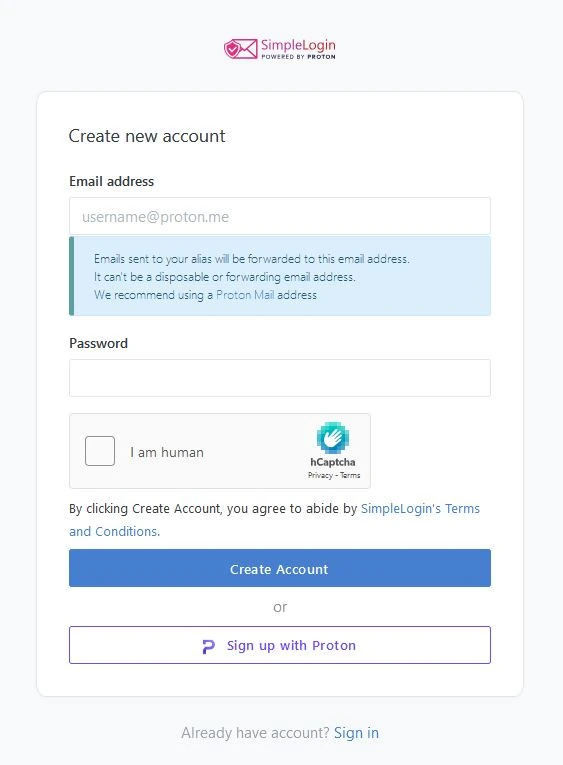 SimpleLogin
POWERED BY PROTON
Create new account
Email address
username@proton.me
Emails sent to your alias will be forwarded to this email address.
It can't be a disposable or forwarding email address.
We recommend using a Proton Mail address
Password
I am human
hCaptcha
Privacy - Terms
By clicking Create Account, you agree to abide by SimpleLogin's Terms
and Conditions.
Create Account
or
Sign up with Proton
Already have account? Sign in